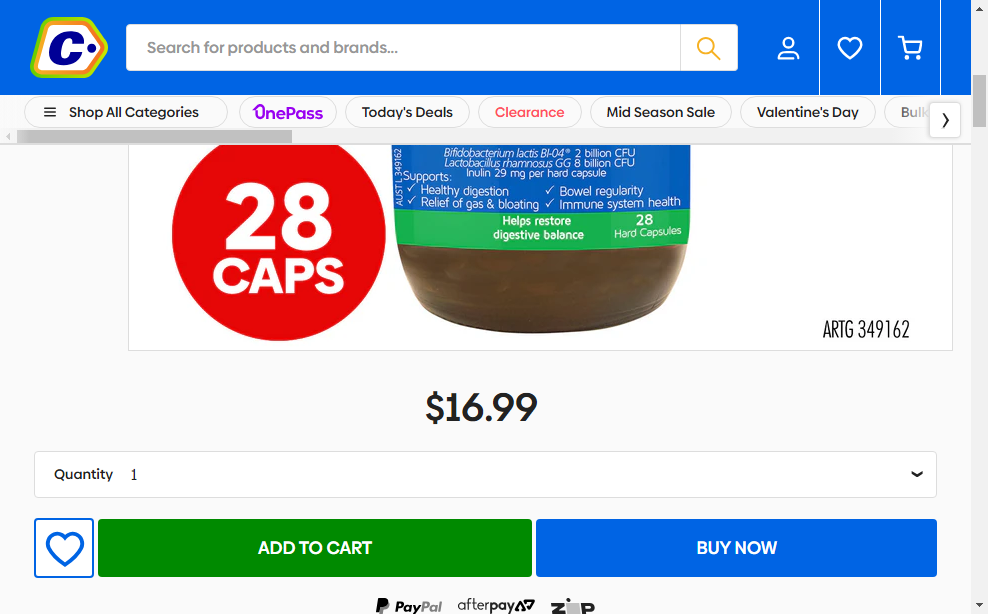 C
Search for products and brands...
Shop All Categories
OnePass
Today's Deals
Clearance
Mid Season Sale
Valentine's Day
Bulk
Bifidobacterium lactis Bl-04® 2 billion CFU
Lactobacillus rhamnosus GG 8 billion CFU
Inulin 29 mg per hard capsule
Supports:
✓ Healthy digestion ✓ Bowel regularity
✓ Relief of gas & bloating ✓ Immune system health
AUST L 349162
Helps restore
digestive balance
28
Hard Capsules
28
CAPS
ARTG 349162
$16.99
Quantity 1
ADD TO CART
BUY NOW
PayPal
afterpay
ZIP